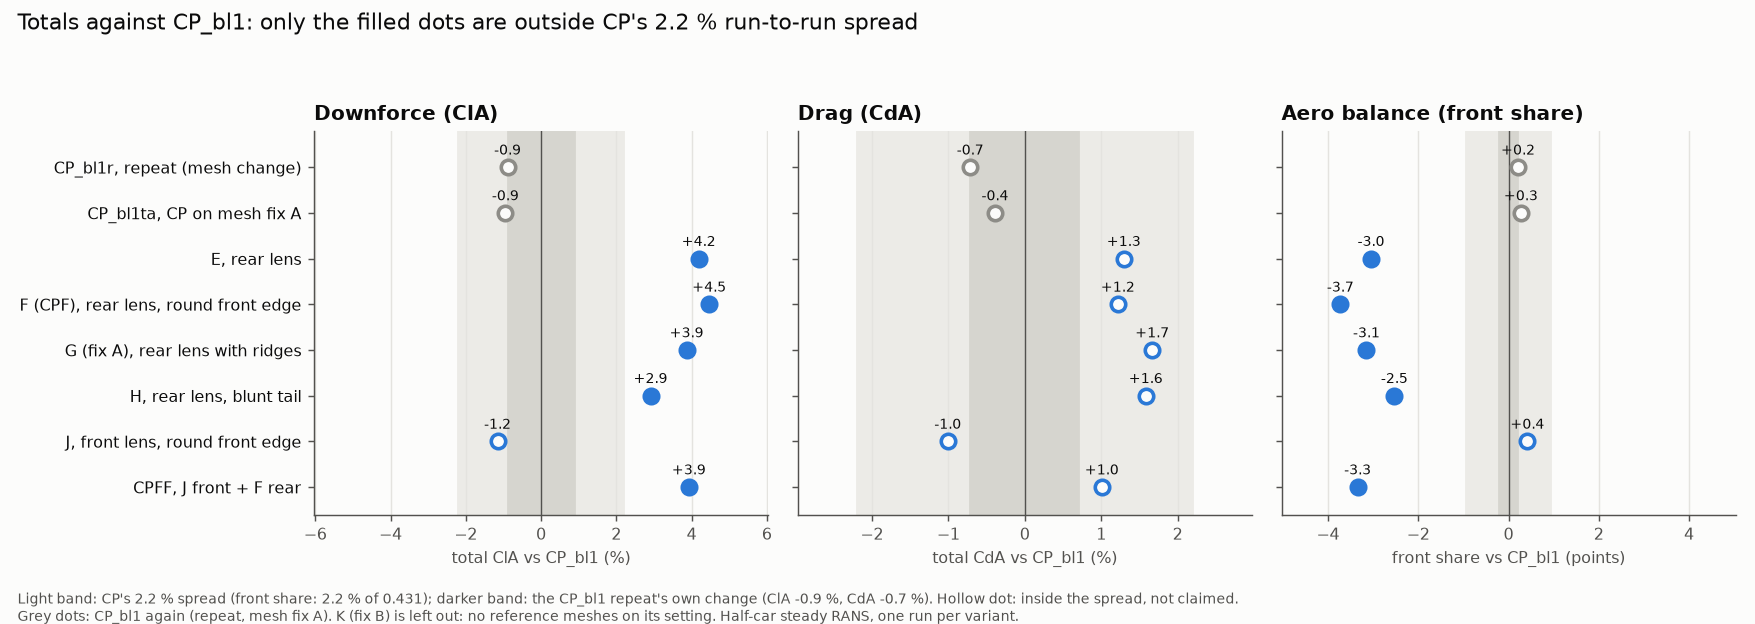 Totals against CP_bl1: only the filled dots are outside CP's 2.2 % run-to-run spread
Downforce (ClA)
Drag (CdA)
Aero balance (front share)
CP_bl1r, repeat (mesh change)
-0.9
-0.7
+0.2
CP_bl1ta, CP on mesh fix A
-0.9
-0.4
+0.3
E, rear lens
+4.2
+1.3
-3.0
F (CPF), rear lens, round front edge
+4.5
+1.2
-3.7
G (fix A), rear lens with ridges
+3.9
+1.7
-3.1
H, rear lens, blunt tail
+2.9
+1.6
-2.5
J, front lens, round front edge
-1.2
-1.0
+0.4
CPFF, J front + F rear
+3.9
+1.0
-3.3
−6 −4 −2 0 2 4 6
−2 −1 0 1 2
−4 −2 0 2 4
total ClA vs CP_bl1 (%)
total CdA vs CP_bl1 (%)
front share vs CP_bl1 (points)
Light band: CP's 2.2 % spread (front share: 2.2 % of 0.431); darker band: the CP_bl1 repeat's own change (ClA -0.9 %, CdA -0.7 %). Hollow dot: inside the spread, not claimed.
Grey dots: CP_bl1 again (repeat, mesh fix A). K (fix B) is left out: no reference meshes on its setting. Half-car steady RANS, one run per variant.